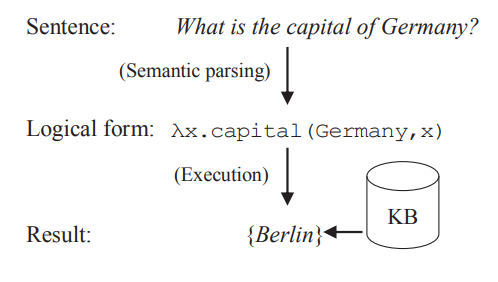 Sentence: What is the capital of Germany?
(Semantic parsing)
Logical form: λx.capital(Germany,x)
(Execution)
KB
Result: {Berlin}